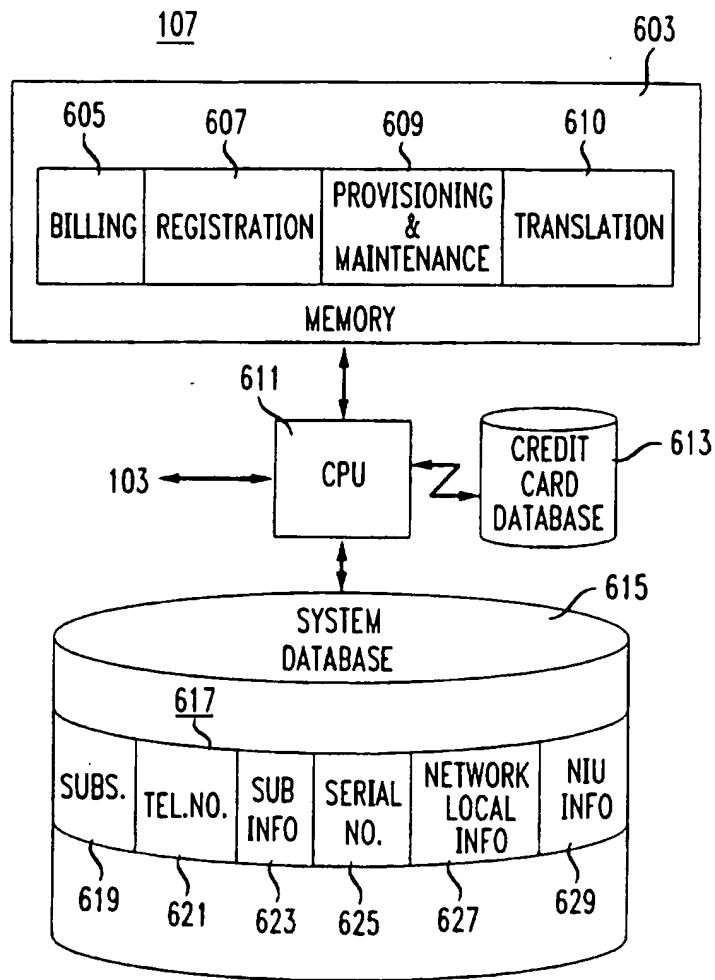 107
603
605
607
609
610
BILLING
REGISTRATION
PROVISIONING
&
MAINTENANCE
TRANSLATION
MEMORY
611
CPU
103
CREDIT
CARD
DATABASE
613
SYSTEM
DATABASE
615
617
SUBS.
TEL.NO.
SUB
INFO
SERIAL
NO.
NETWORK
LOCAL
INFO
NIU
INFO
619
621
623
625
627
629